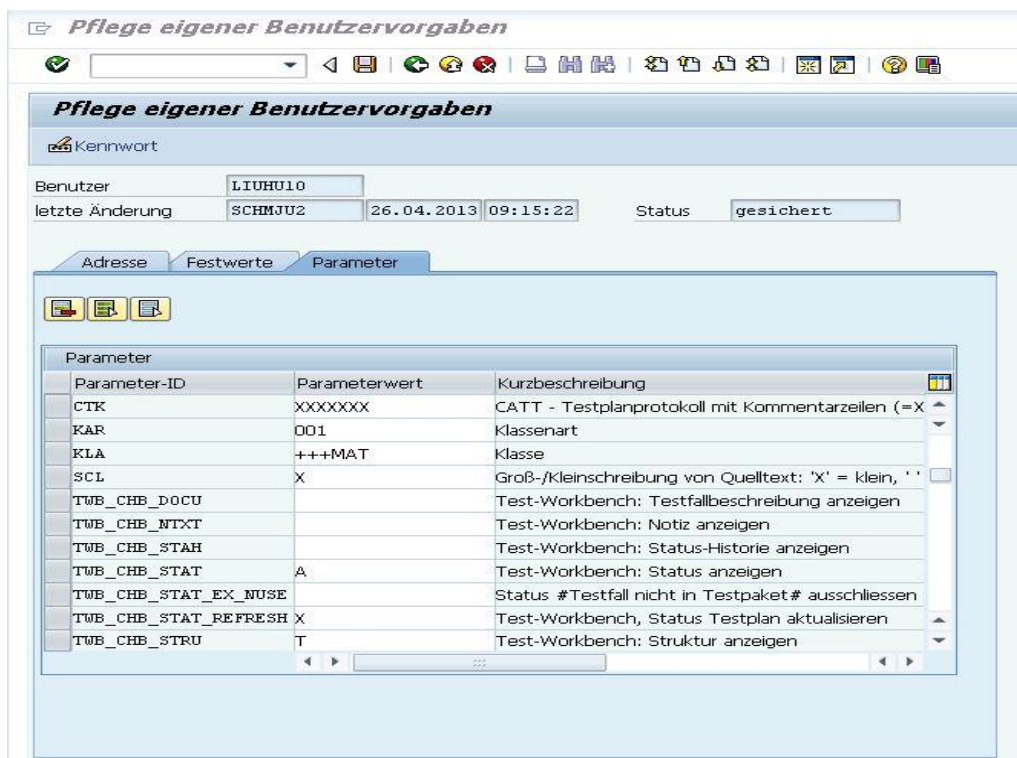 Pflege eigener Benutzervorgaben
Pflege eigener Benutzervorgaben
Kennwort
Benutzer LIUHU10
letzte Änderung SCHMJU2 26.04.2013 09:15:22 Status gesichert
Adresse Festwerte Parameter
Parameter
Parameter-ID Parameterwert Kurzbeschreibung
CTK XXXXXXX CATT - Testplanprotokoll mit Kommentarzeilen (=X
KAR 001 Klassenart
KLA +++MAT Klasse
SCL X Groß-/Kleinschreibung von Quelltext: 'X' = klein, ' '
TWB_CHB_DOCU Test-Workbench: Testfallbeschreibung anzeigen
TWB_CHB_NTXT Test-Workbench: Notiz anzeigen
TWB_CHB_STAH Test-Workbench: Status-Historie anzeigen
TWB_CHB_STAT A Test-Workbench: Status anzeigen
TWB_CHB_STAT_EX_NUSE Status #Testfall nicht in Testpaket# ausschliessen
TWB_CHB_STAT_REFRESH X Test-Workbench, Status Testplan aktualisieren
TWB_CHB_STRU T Test-Workbench: Struktur anzeigen